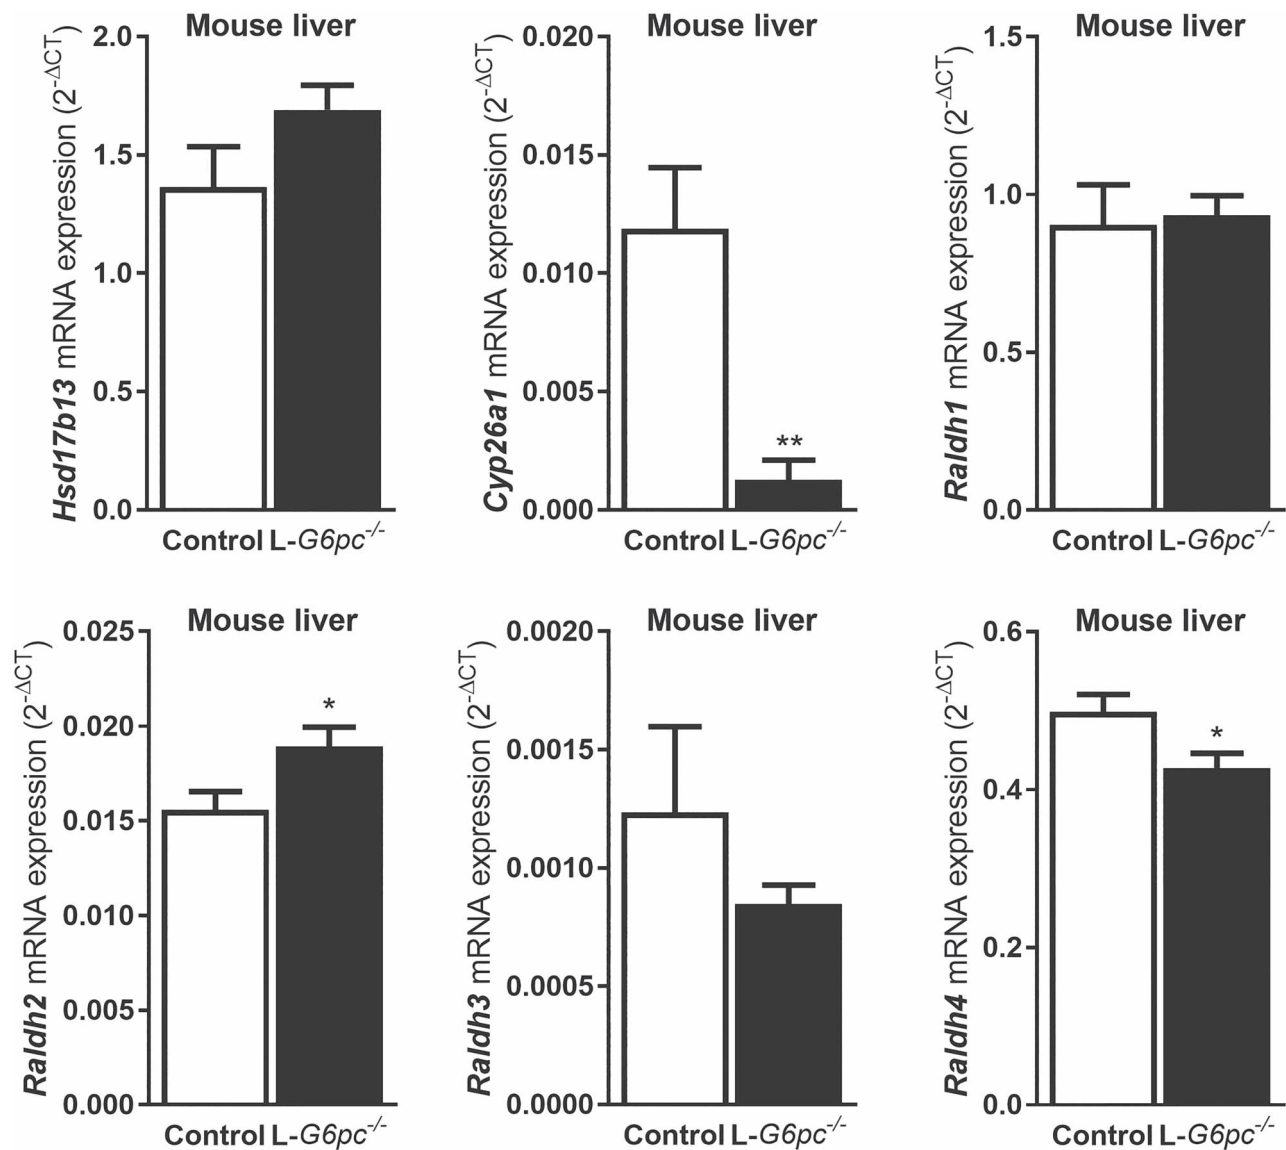 Mouse liver
Hsd17b13 mRNA expression (2^-ΔCT)
2.0
1.5
1.0
0.5
0.0
Control L-G6pc^-/-
Mouse liver
Cyp26a1 mRNA expression (2^-ΔCT)
0.020
0.015
0.010
0.005
0.000
**
Control L-G6pc^-/-
Mouse liver
Raldh1 mRNA expression (2^-ΔCT)
1.5
1.0
0.5
0.0
Control L-G6pc^-/-
Mouse liver
Raldh2 mRNA expression (2^-ΔCT)
0.025
0.020
0.015
0.010
0.005
0.000
*
Control L-G6pc^-/-
Mouse liver
Raldh3 mRNA expression (2^-ΔCT)
0.0020
0.0015
0.0010
0.0005
0.0000
Control L-G6pc^-/-
Mouse liver
Raldh4 mRNA expression (2^-ΔCT)
0.6
0.4
0.2
0.0
*
Control L-G6pc^-/-